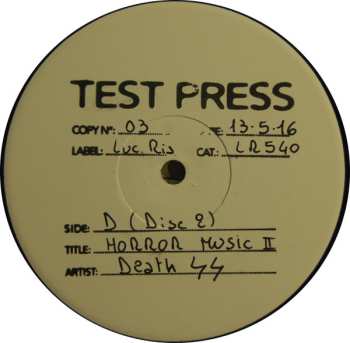 TEST PRESS
COPY N°: 03 TE: 13-5-16
LABEL: Luc. Ris CAT.: LR540
SIDE: D (Disc 2)
TITLE: HORROR MUSIC II
ARTIST: Death 44